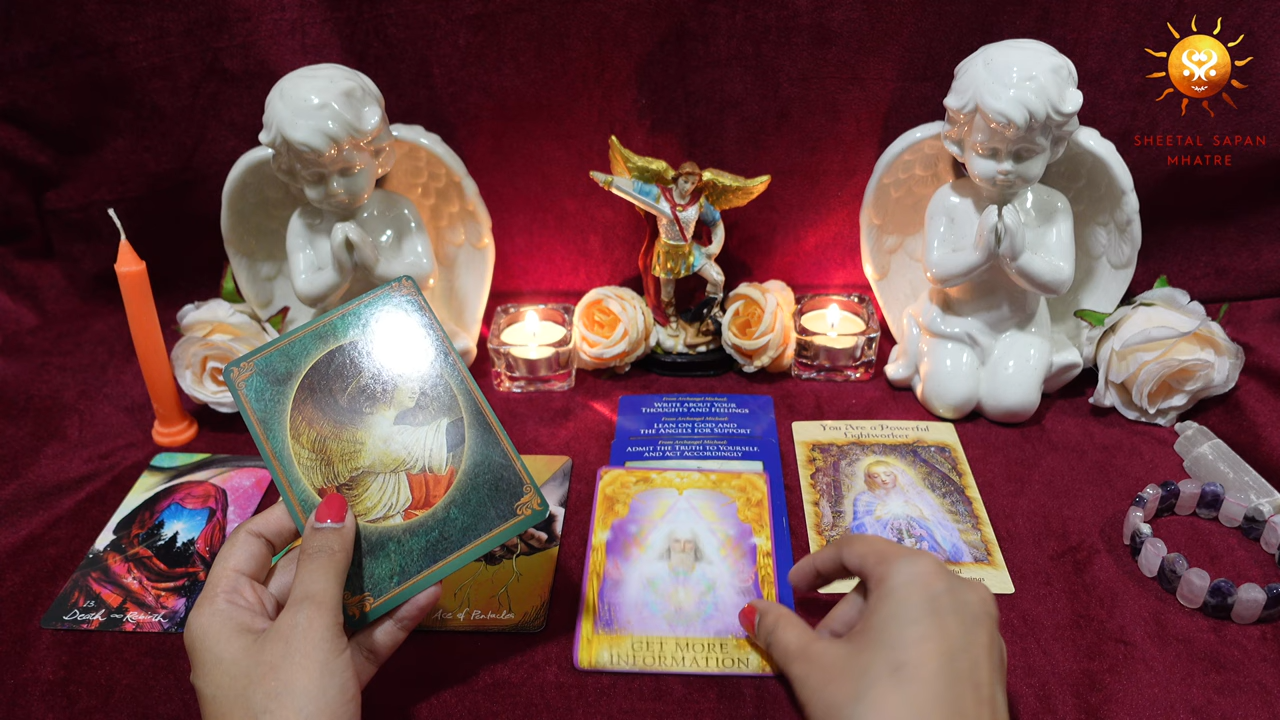 SHEETAL SAPAN
MHATRE
From Archangel Michael:
WRITE ABOUT YOUR
THOUGHTS AND FEELINGS
From Archangel Michael:
LEAN ON GOD AND
THE ANGELS FOR SUPPORT
From Archangel Michael:
ADMIT THE TRUTH TO YOURSELF,
AND ACT ACCORDINGLY
You Are a Powerful
Lightworker
13.
Death ∞ Rebirth
Ace of Pentacles
GET MORE
INFORMATION